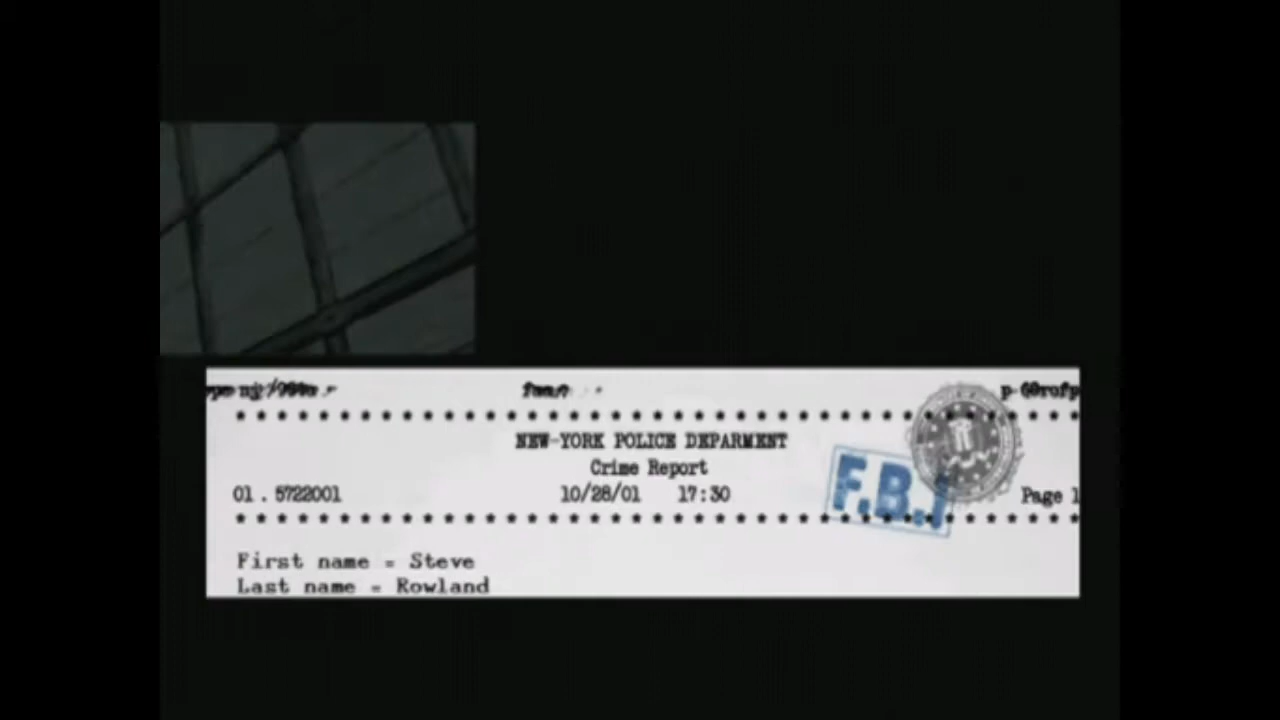 NEW-YORK POLICE DEPARMENT
Crime Report
01 . 5722001 10/28/01 17:30 Page 1
F.B.I
First name = Steve
Last name = Rowland